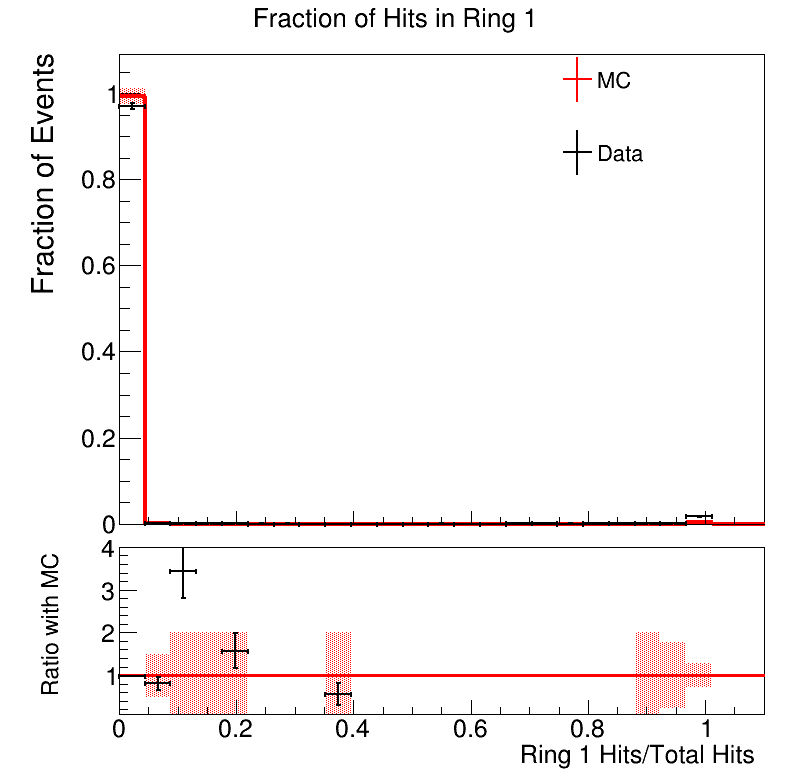 Fraction of Hits in Ring 1
Fraction of Events
MC
Data
1
0.8
0.6
0.4
0.2
0
Ratio with MC
4
3
2
1
0 0.2 0.4 0.6 0.8 1
Ring 1 Hits/Total Hits